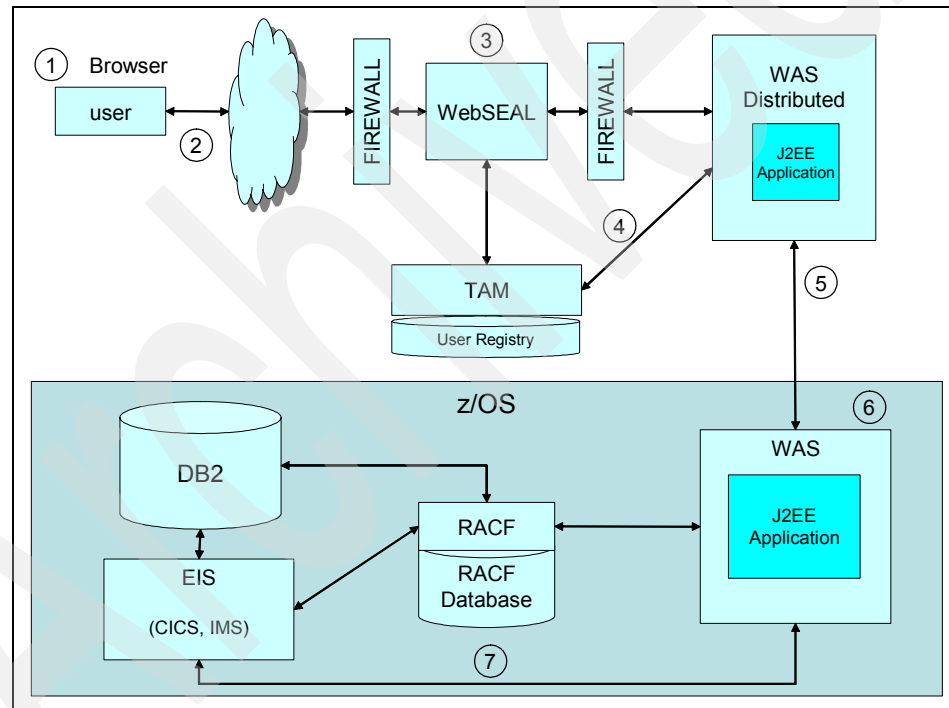 1
Browser
user
2
FIREWALL
3
WebSEAL
FIREWALL
WAS
Distributed
J2EE
Application
4
TAM
User Registry
5
z/OS
6
DB2
WAS
J2EE
Application
RACF
RACF
Database
EIS
(CICS, IMS)
7